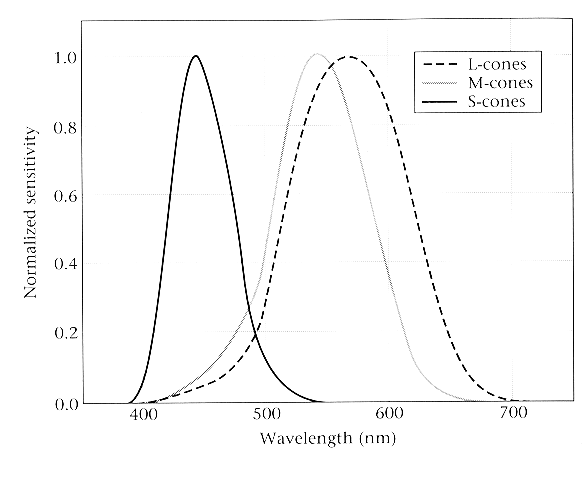 L-cones
M-cones
S-cones
Normalized sensitivity
1.0
0.8
0.6
0.4
0.2
0.0
400
500
600
700
Wavelength (nm)